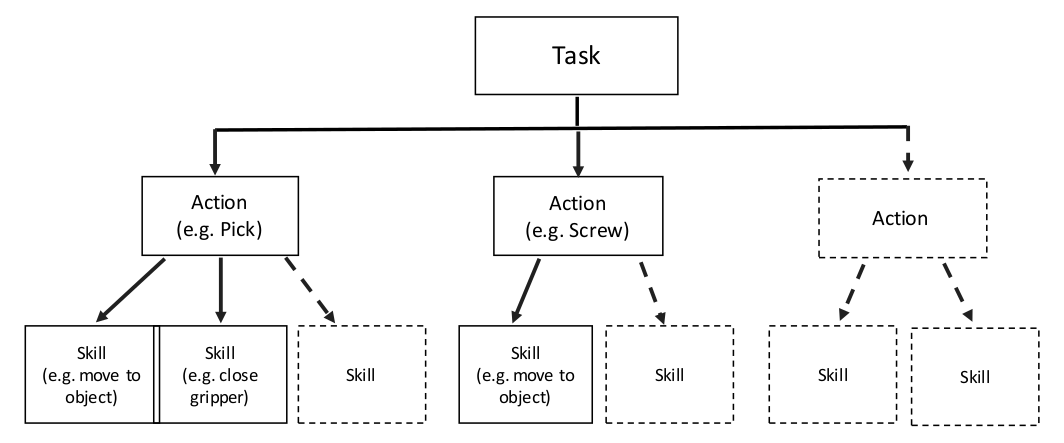 Task
Action
(e.g. Pick)
Action
(e.g. Screw)
Action
Skill
(e.g. move to
object)
Skill
(e.g. close
gripper)
Skill
Skill
(e.g. move to
object)
Skill
Skill
Skill